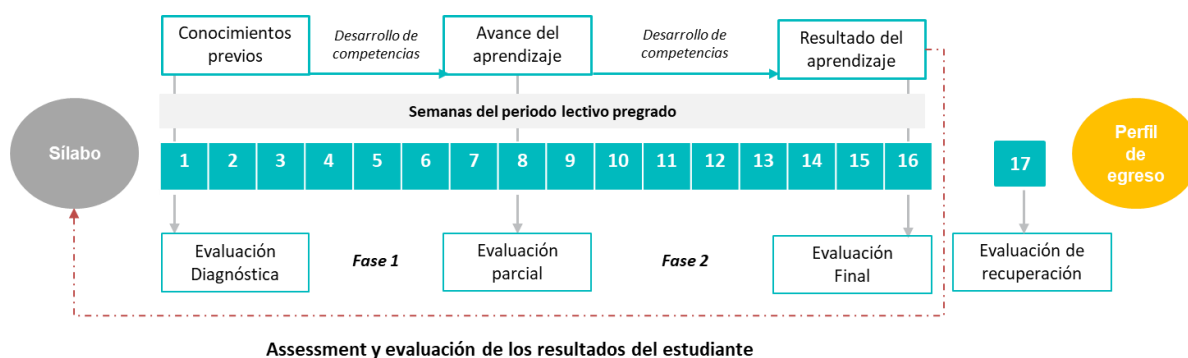 Conocimientos
previos
Desarrollo de
competencias
Avance del
aprendizaje
Desarrollo de
competencias
Resultado del
aprendizaje
Semanas del periodo lectivo pregrado
Sílabo
1 2 3 4 5 6 7 8 9 10 11 12 13 14 15 16
17
Perfil
de
egreso
Evaluación
Diagnóstica
Fase 1
Evaluación
parcial
Fase 2
Evaluación
Final
Evaluación de
recuperación
Assessment y evaluación de los resultados del estudiante